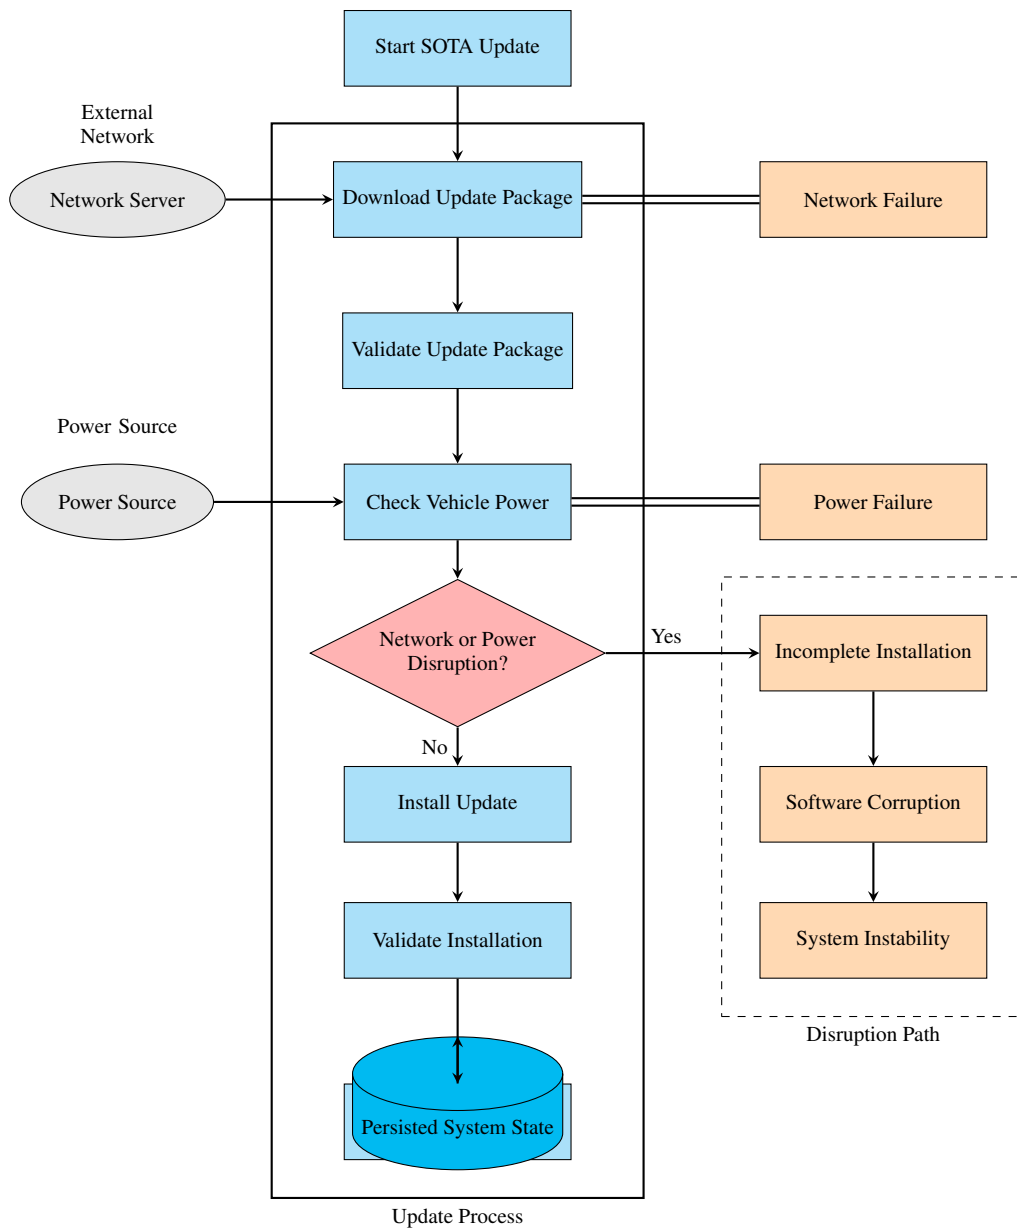 Start SOTA Update
External
Network
Network Server
Download Update Package
Network Failure
Validate Update Package
Power Source
Power Source
Check Vehicle Power
Power Failure
Network or Power
Disruption?
Yes
Incomplete Installation
No
Install Update
Software Corruption
Validate Installation
System Instability
Disruption Path
Persisted System State
Update Process